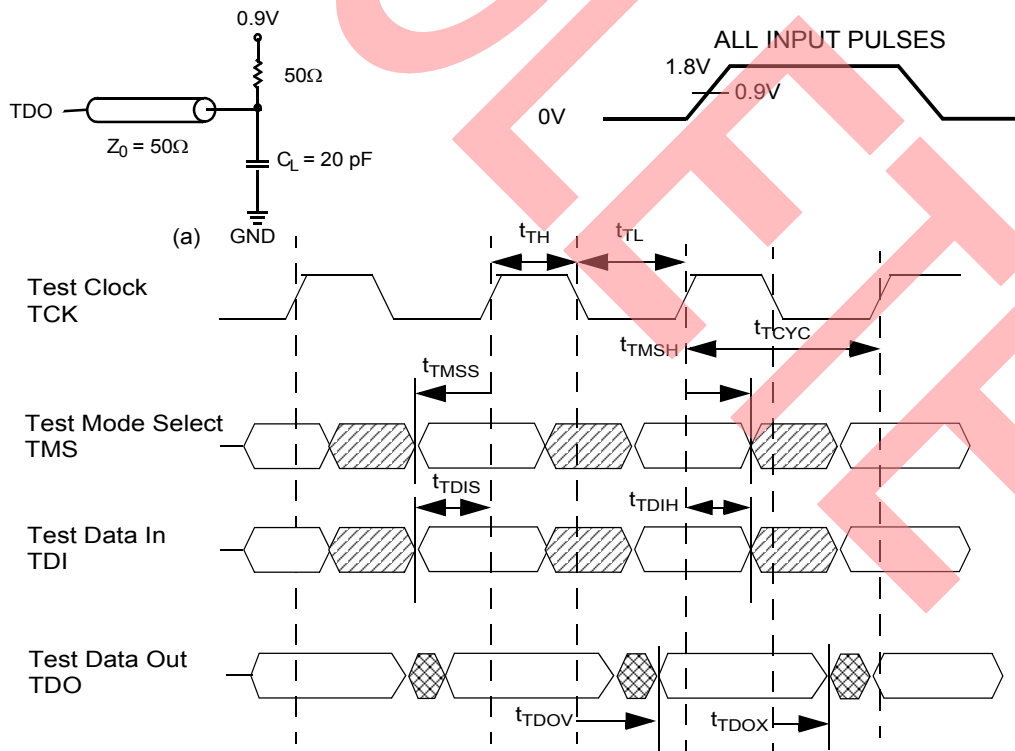 0.9V
50Ω
TDO
Z0 = 50Ω
CL = 20 pF
(a)
GND
ALL INPUT PULSES
1.8V
0.9V
0V
tTH
tTL
Test Clock
TCK
tTMSH
tTCYC
tTMSS
Test Mode Select
TMS
tTDIS
tTDIH
Test Data In
TDI
Test Data Out
TDO
tTDOV
tTDOX